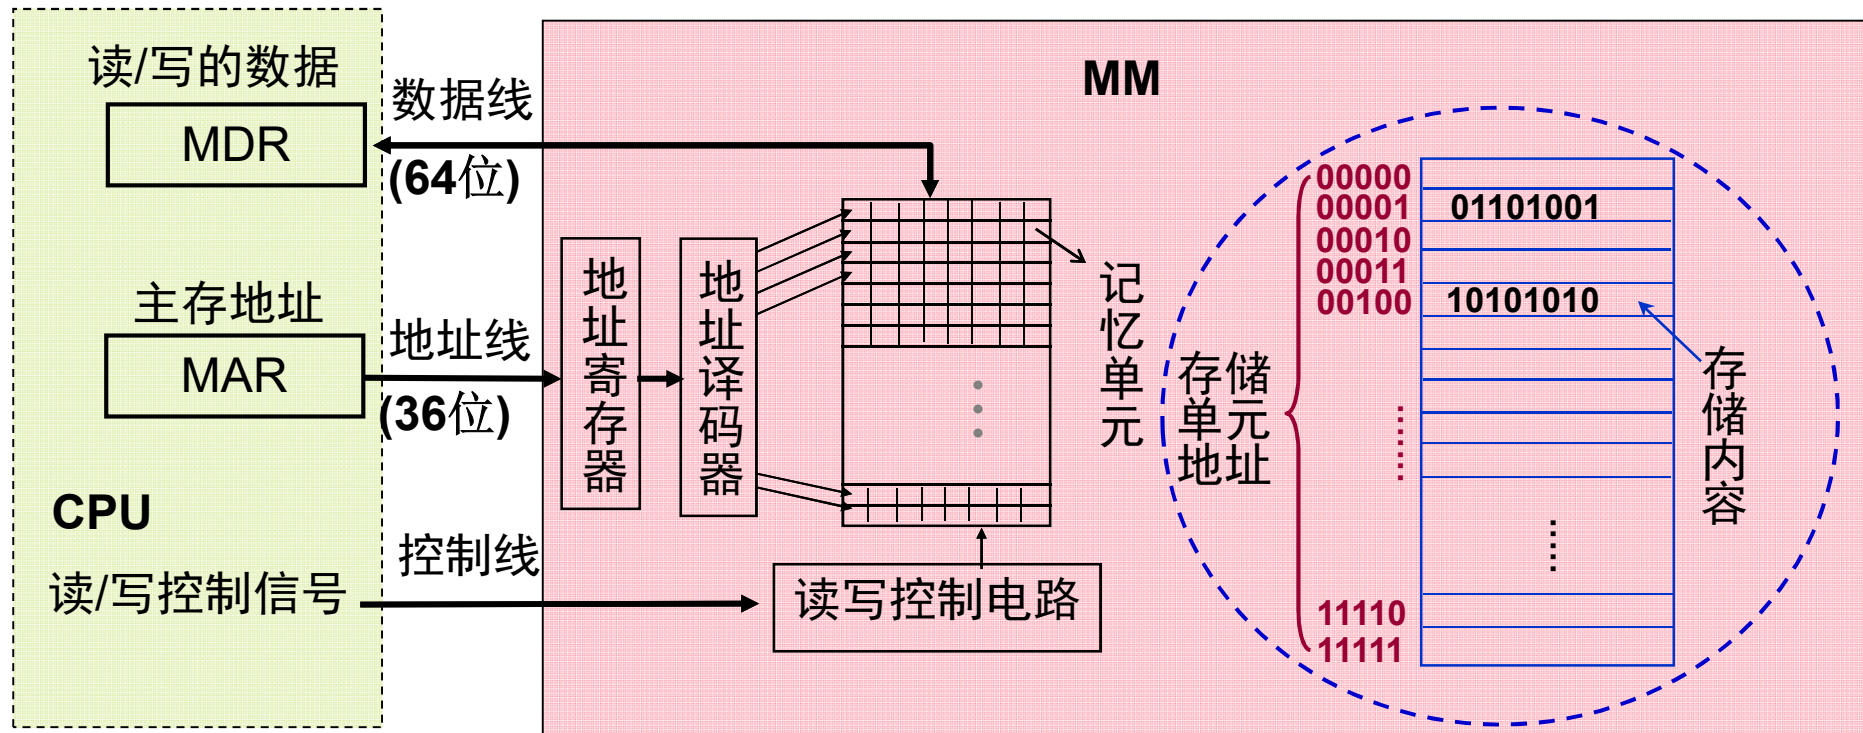 读/写的数据
MDR
数据线
(64位)
主存地址
MAR
地址线
(36位)
CPU
读/写控制信号
控制线
MM
地址寄存器
地址译码器
记忆单元
读写控制电路
存储
单元
地址
00000
00001 01101001
00010
00011
00100 10101010
11110
11111
存储内容